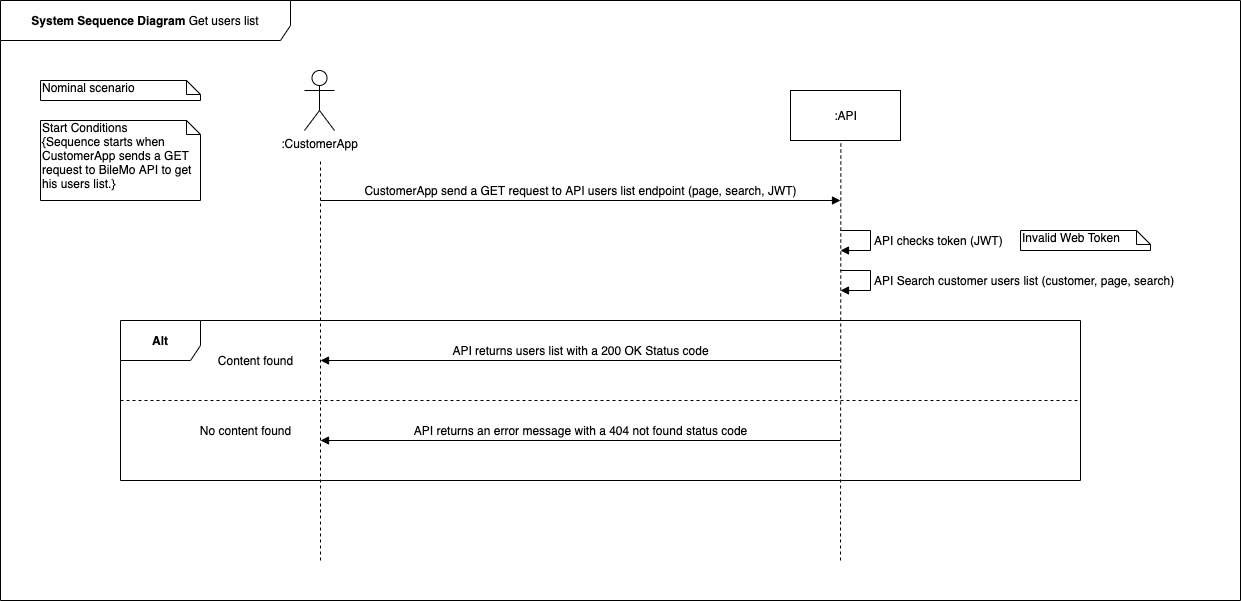 System Sequence Diagram Get users list
Nominal scenario
Start Conditions
{Sequence starts when
CustomerApp sends a GET
request to BileMo API to get
his users list.}
:CustomerApp
:API
CustomerApp send a GET request to API users list endpoint (page, search, JWT)
API checks token (JWT)
Invalid Web Token
API Search customer users list (customer, page, search)
Alt
Content found
API returns users list with a 200 OK Status code
No content found
API returns an error message with a 404 not found status code